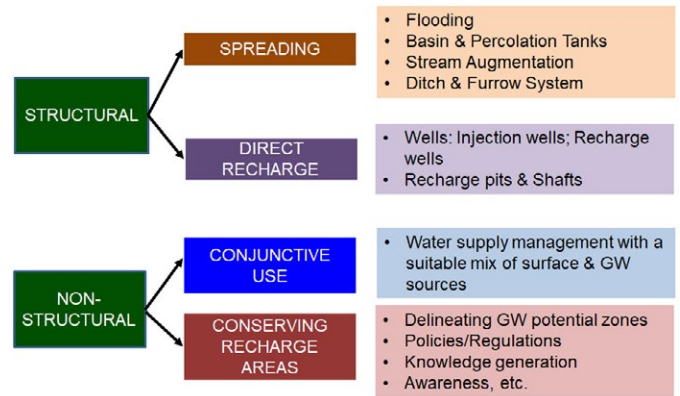 STRUCTURAL
SPREADING
• Flooding
• Basin & Percolation Tanks
• Stream Augmentation
• Ditch & Furrow System
DIRECT
RECHARGE
• Wells: Injection wells; Recharge
wells
• Recharge pits & Shafts
NON-
STRUCTURAL
CONJUNCTIVE
USE
• Water supply management with a
suitable mix of surface & GW
sources
CONSERVING
RECHARGE
AREAS
• Delineating GW potential zones
• Policies/Regulations
• Knowledge generation
• Awareness, etc.